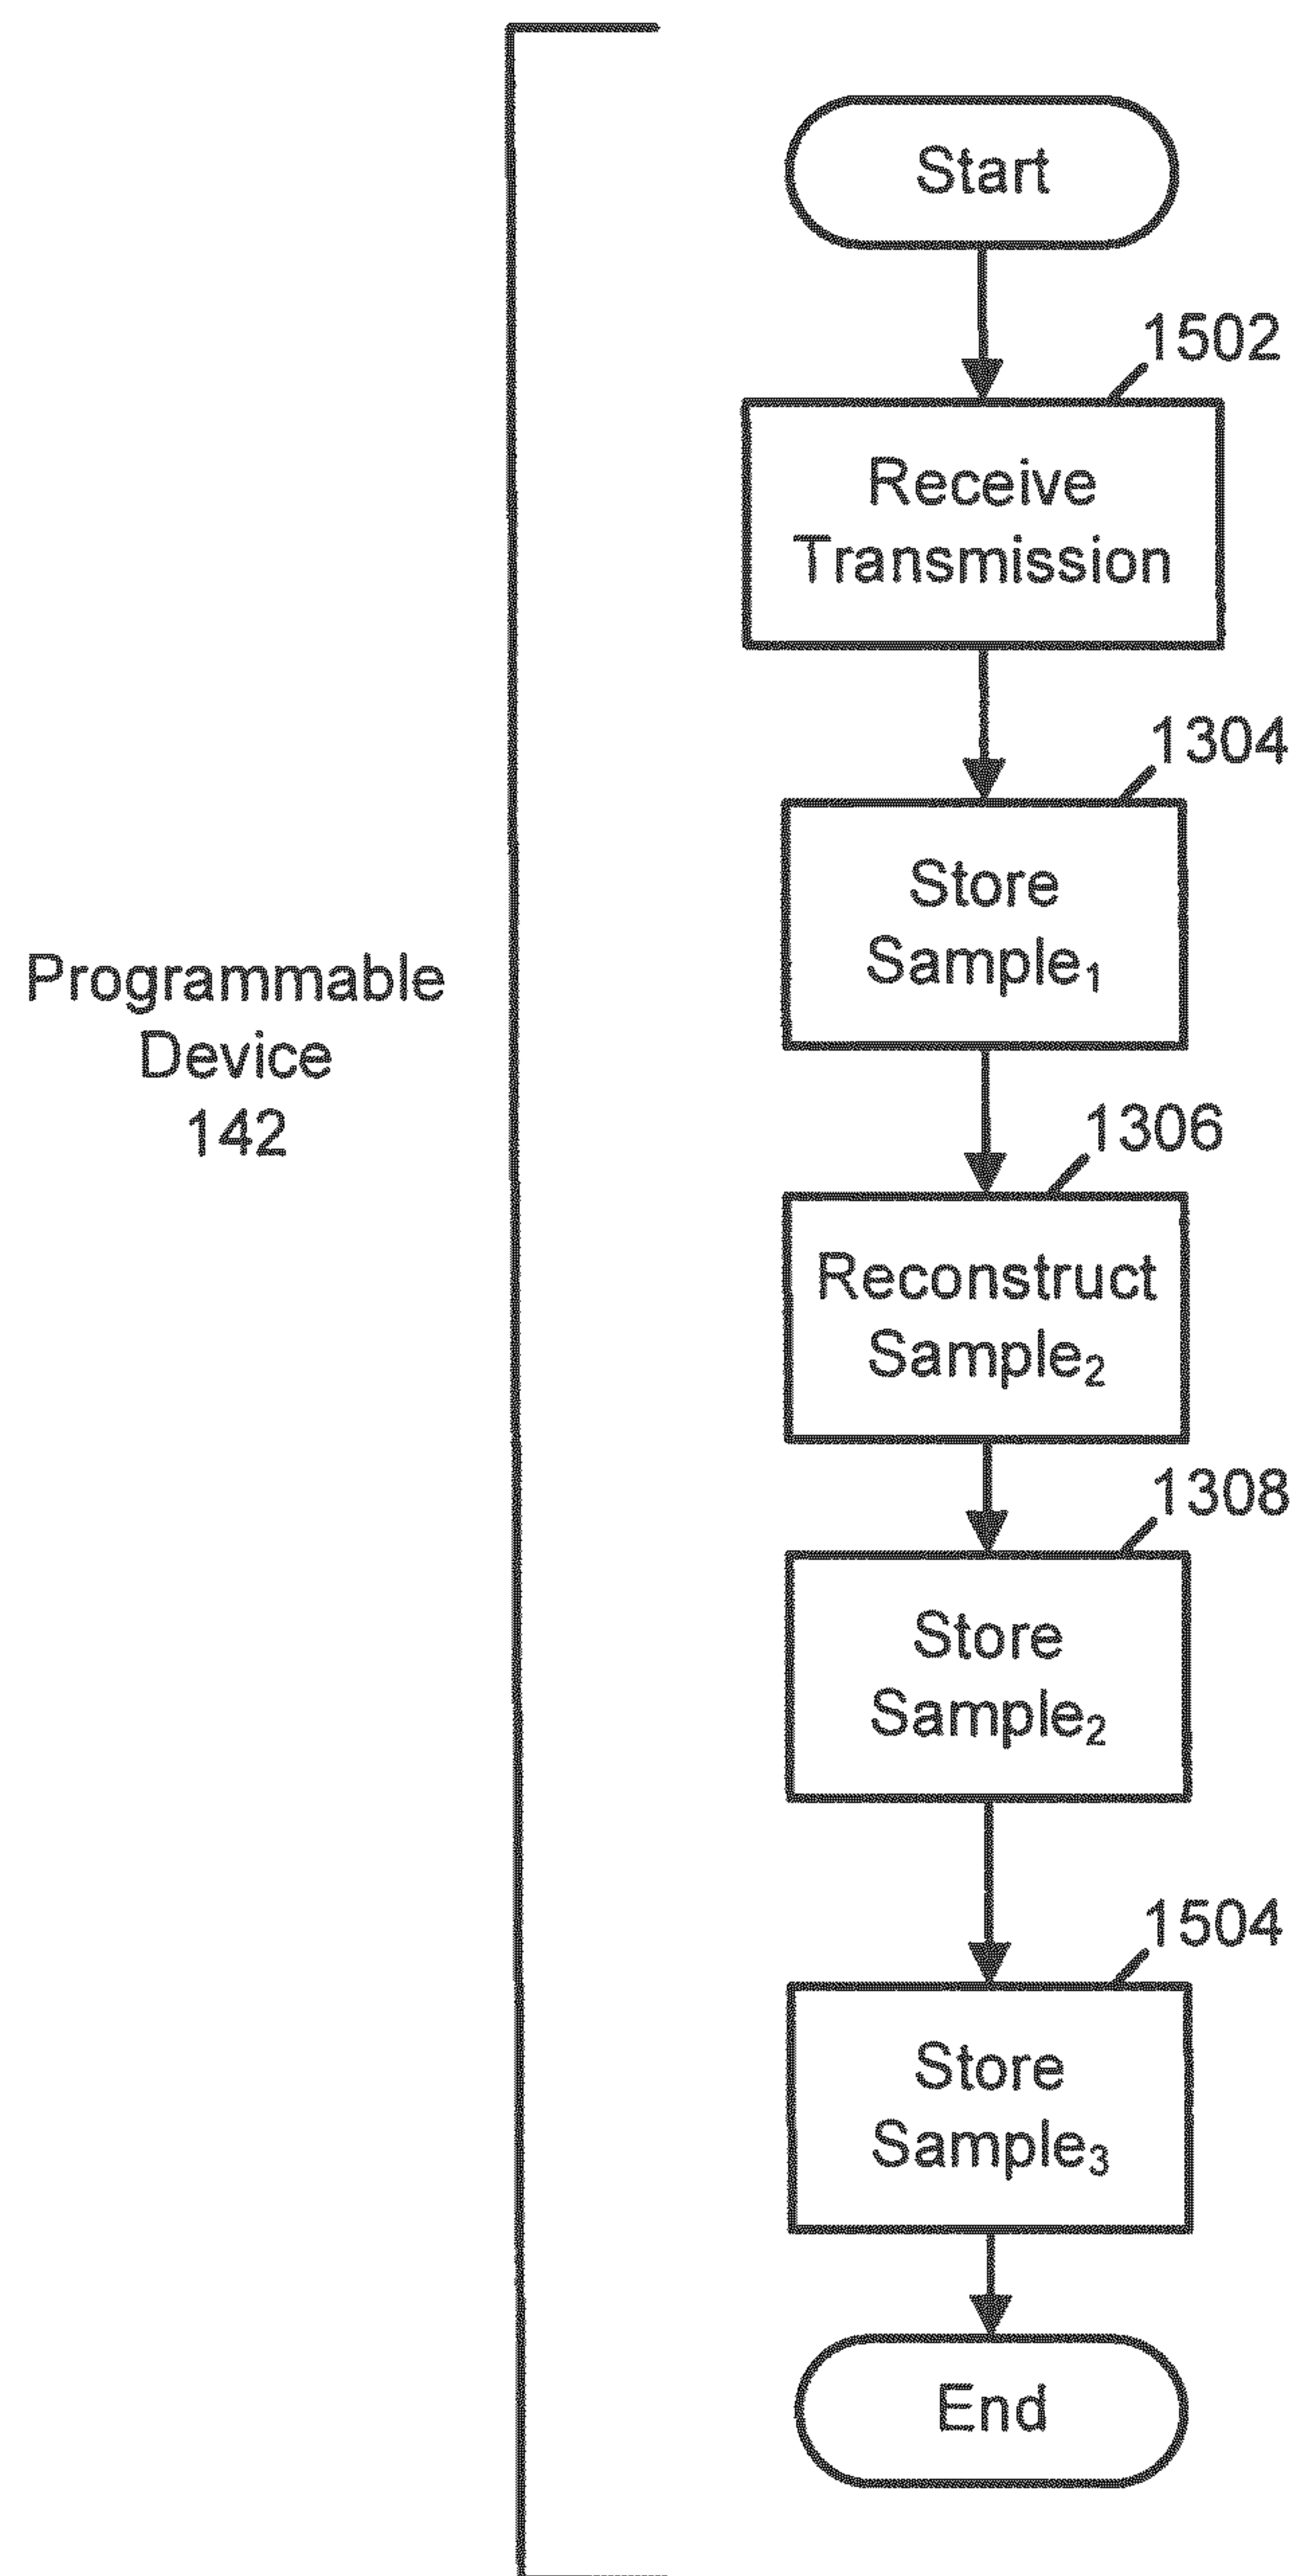 Start
1502
Receive
Transmission
1304
Store
Sample₁
Programmable
Device
142
1306
Reconstruct
Sample₂
1308
Store
Sample₂
1504
Store
Sample₃
End